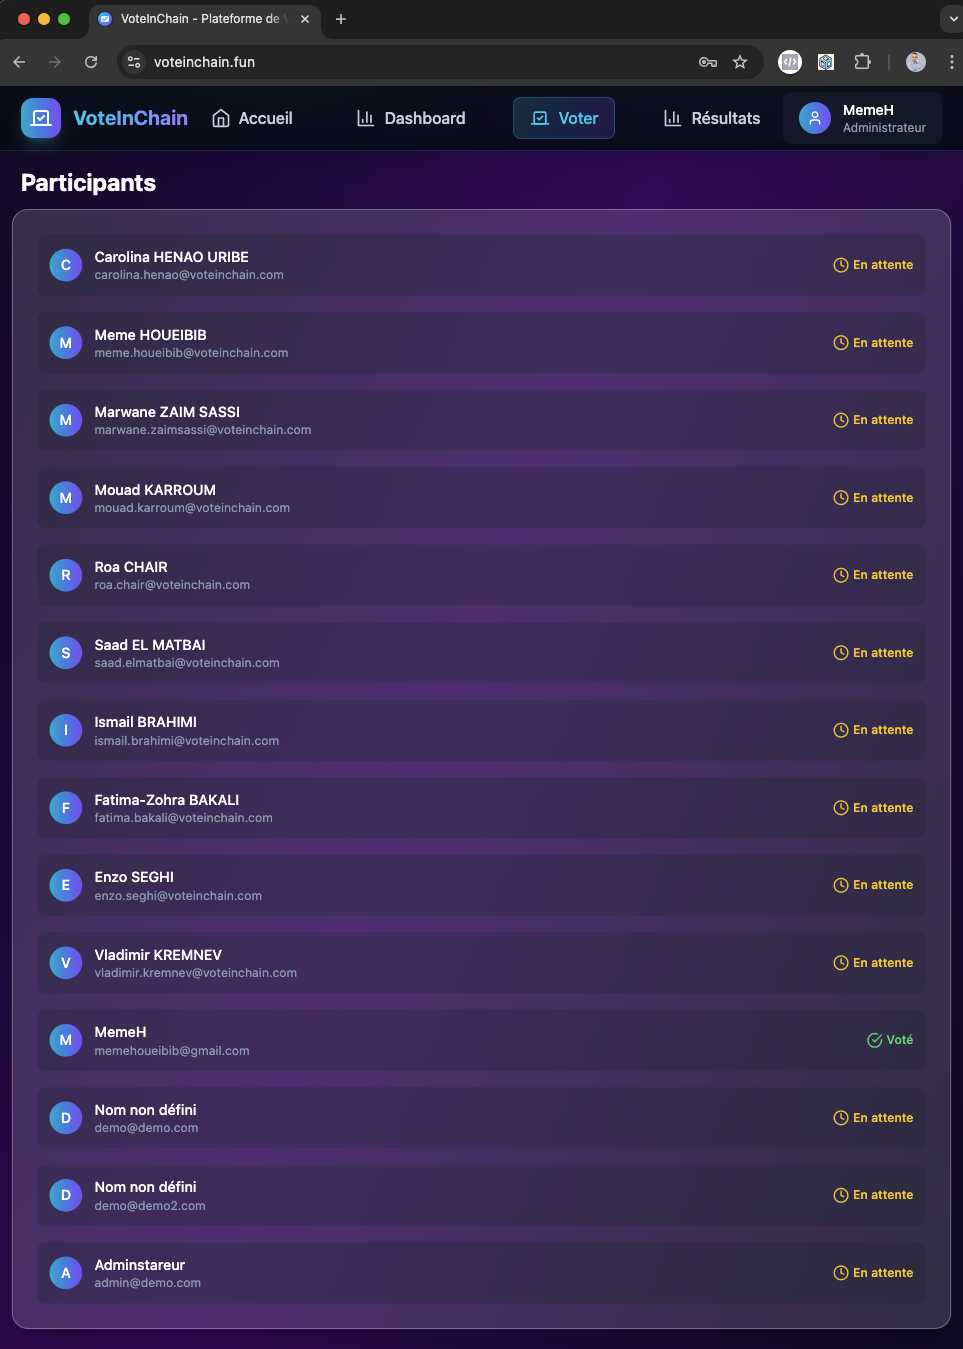 VoteInChain - Plateforme de
voteinchain.fun
VoteInChain
Accueil
Dashboard
Voter
Résultats
MemeH
Administrateur
Participants
C
Carolina HENAO URIBE
carolina.henao@voteinchain.com
En attente
M
Meme HOUEIBIB
meme.houeibib@voteinchain.com
En attente
M
Marwane ZAIM SASSI
marwane.zaimsassi@voteinchain.com
En attente
M
Mouad KARROUM
mouad.karroum@voteinchain.com
En attente
R
Roa CHAIR
roa.chair@voteinchain.com
En attente
S
Saad EL MATBAI
saad.elmatbai@voteinchain.com
En attente
I
Ismail BRAHIMI
ismail.brahimi@voteinchain.com
En attente
F
Fatima-Zohra BAKALI
fatima.bakali@voteinchain.com
En attente
E
Enzo SEGHI
enzo.seghi@voteinchain.com
En attente
V
Vladimir KREMNEV
vladimir.kremnev@voteinchain.com
En attente
M
MemeH
memehoueibib@gmail.com
Voté
D
Nom non défini
demo@demo.com
En attente
D
Nom non défini
demo@demo2.com
En attente
A
Adminstareur
admin@demo.com
En attente